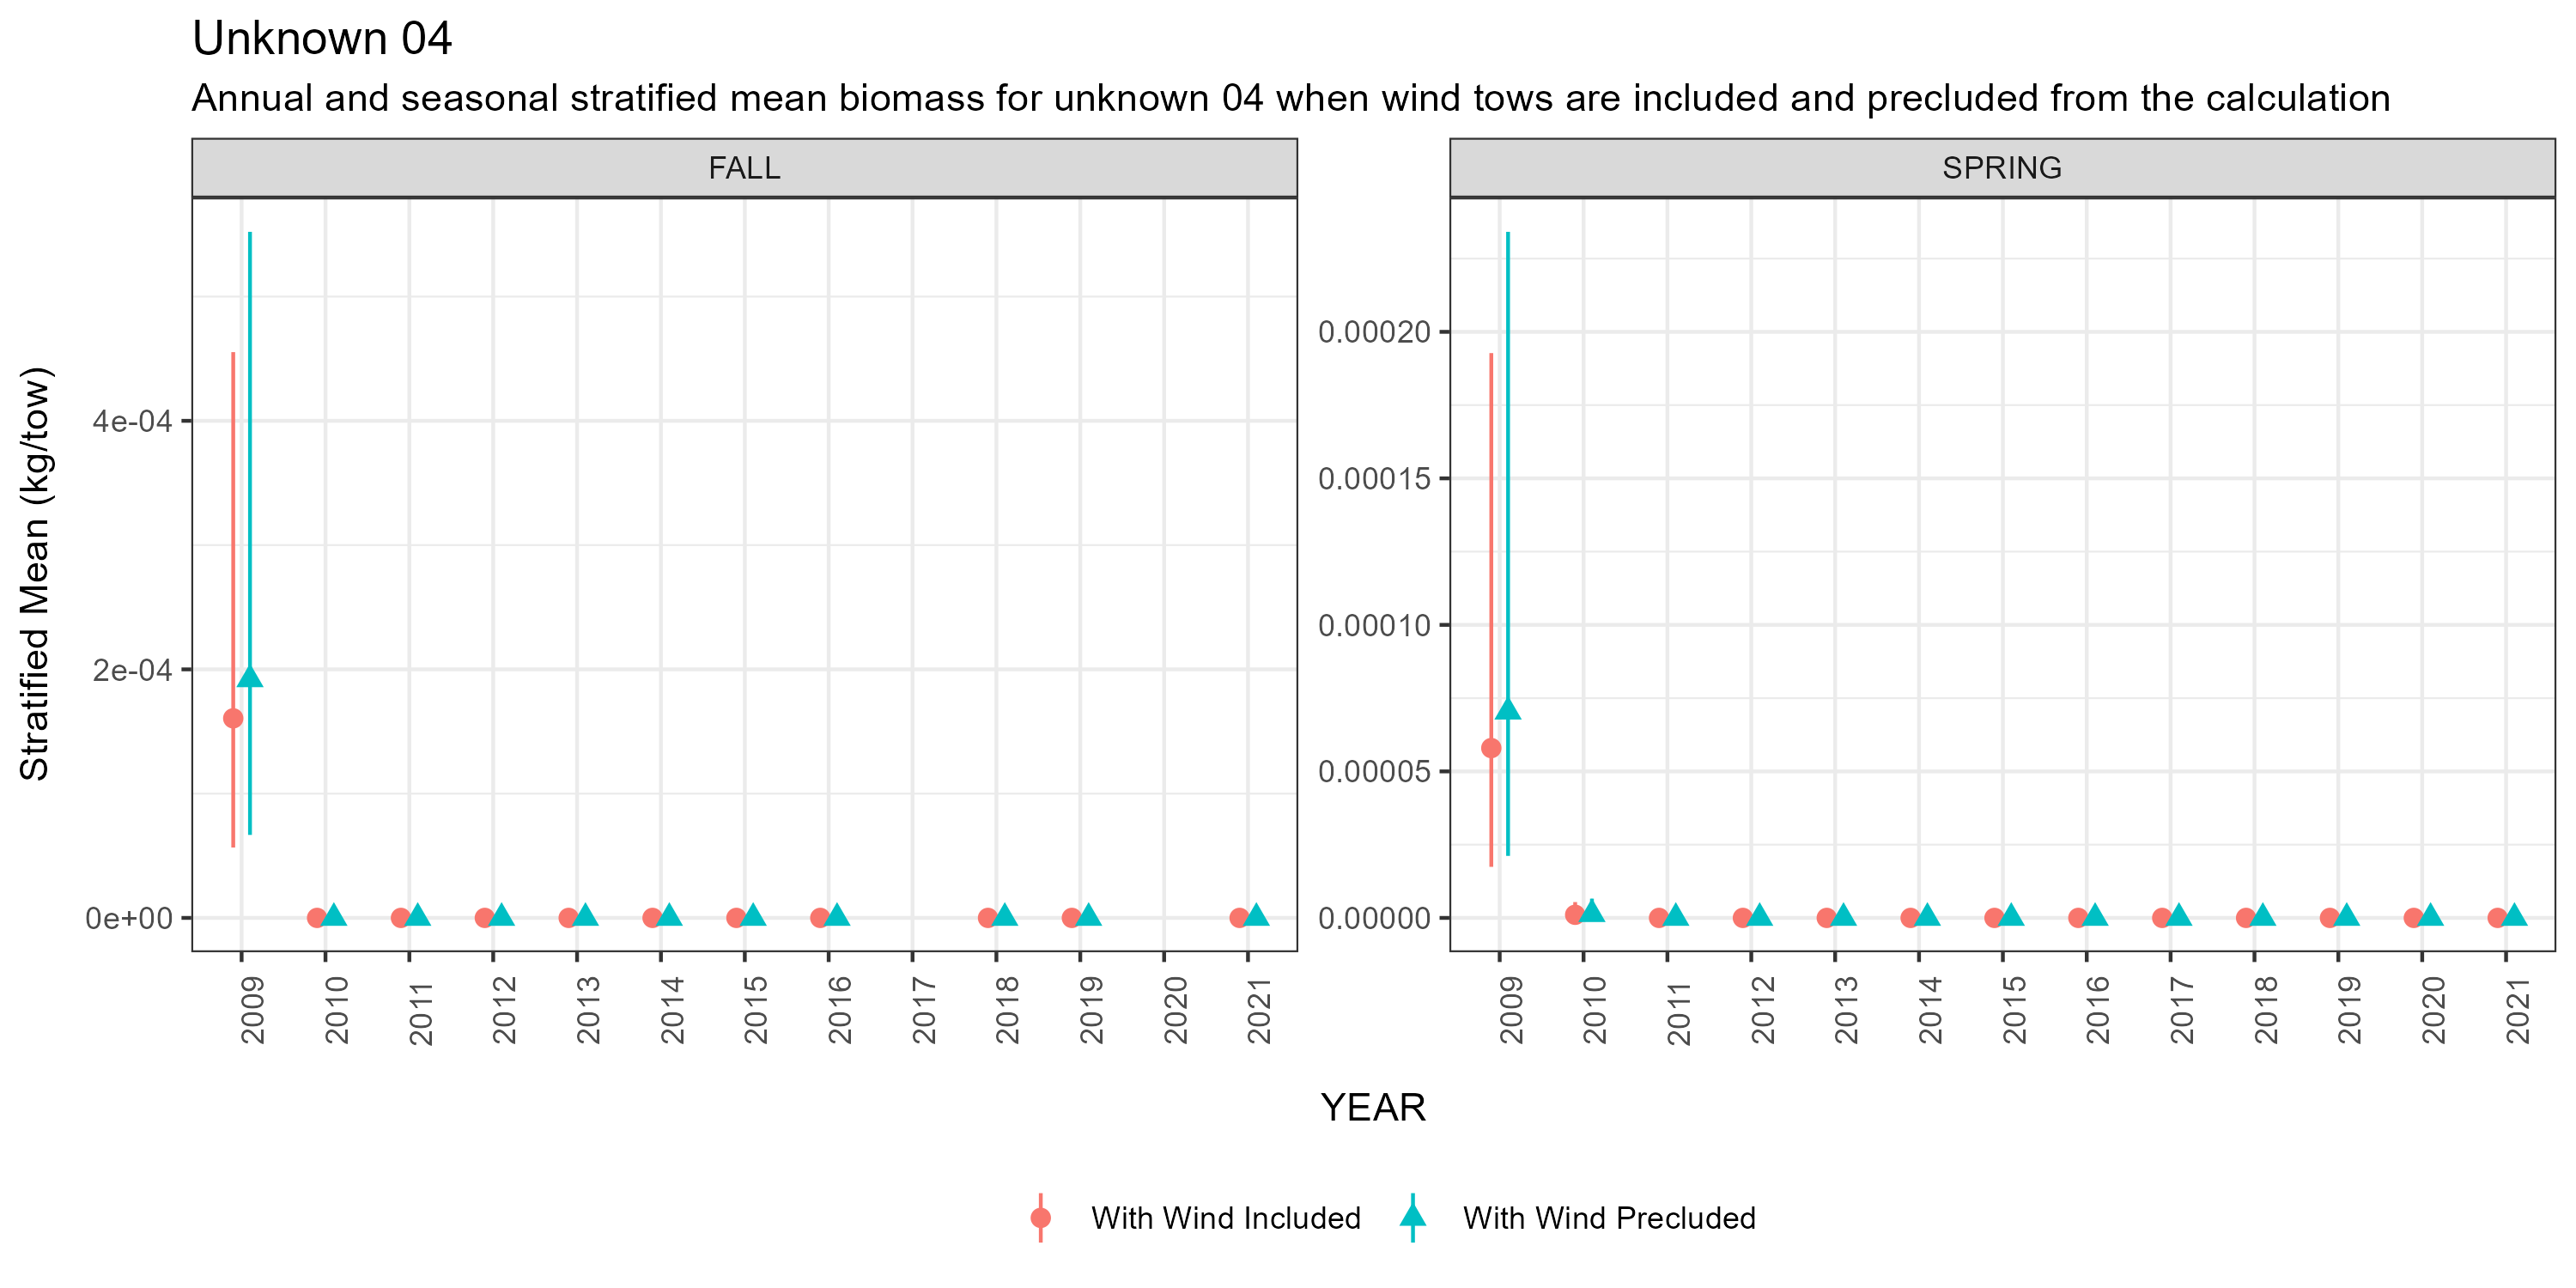 Unknown 04
Annual and seasonal stratified mean biomass for unknown 04 when wind tows are included and precluded from the calculation
FALL
SPRING
Stratified Mean (kg/tow)
4e-04
2e-04
0e+00
0.00020
0.00015
0.00010
0.00005
0.00000
2009 2010 2011 2012 2013 2014 2015 2016 2017 2018 2019 2020 2021
2009 2010 2011 2012 2013 2014 2015 2016 2017 2018 2019 2020 2021
YEAR
With Wind Included
With Wind Precluded